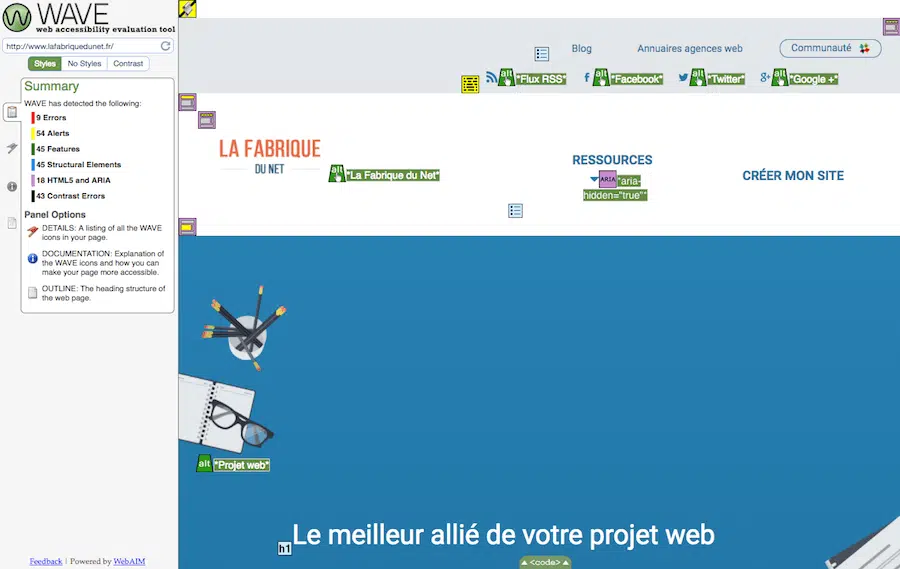 WAVE
web accessibility evaluation tool
http://www.lafabriquedunet.fr/
Styles No Styles Contrast
Summary
WAVE has detected the following:
9 Errors
54 Alerts
45 Features
45 Structural Elements
18 HTML5 and ARIA
43 Contrast Errors
Panel Options
DETAILS: A listing of all the WAVE
icons in your page.
DOCUMENTATION: Explanation of
the WAVE icons and how you can
make your page more accessible.
OUTLINE: The heading structure of
the web page.
Feedback | Powered by WebAIM
Blog Annuaires agences web Communauté
alt *Flux RSS* alt *Facebook* alt *Twitter* alt *Google +*
LA FABRIQUE
DU NET
alt *La Fabrique du Net*
RESSOURCES
ARIA *aria-
hidden="true"*
CRÉER MON SITE
alt *Projet web*
h1 Le meilleur allié de votre projet web
<code>